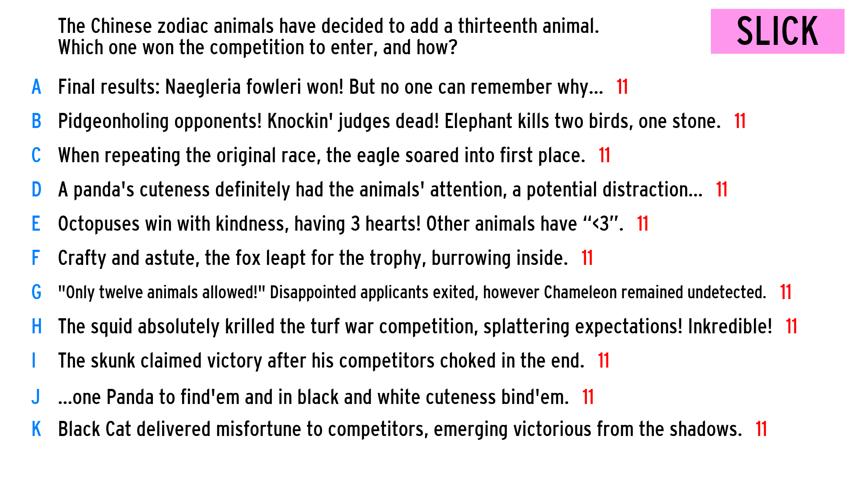 The Chinese zodiac animals have decided to add a thirteenth animal.
Which one won the competition to enter, and how?
SLICK
A Final results: Naegleria fowleri won! But no one can remember why... 11
B Pidgeonholing opponents! Knockin' judges dead! Elephant kills two birds, one stone. 11
C When repeating the original race, the eagle soared into first place. 11
D A panda's cuteness definitely had the animals' attention, a potential distraction... 11
E Octopuses win with kindness, having 3 hearts! Other animals have “<3”. 11
F Crafty and astute, the fox leapt for the trophy, burrowing inside. 11
G "Only twelve animals allowed!" Disappointed applicants exited, however Chameleon remained undetected. 11
H The squid absolutely krilled the turf war competition, splattering expectations! Inkredible! 11
I The skunk claimed victory after his competitors choked in the end. 11
J ...one Panda to find'em and in black and white cuteness bind'em. 11
K Black Cat delivered misfortune to competitors, emerging victorious from the shadows. 11